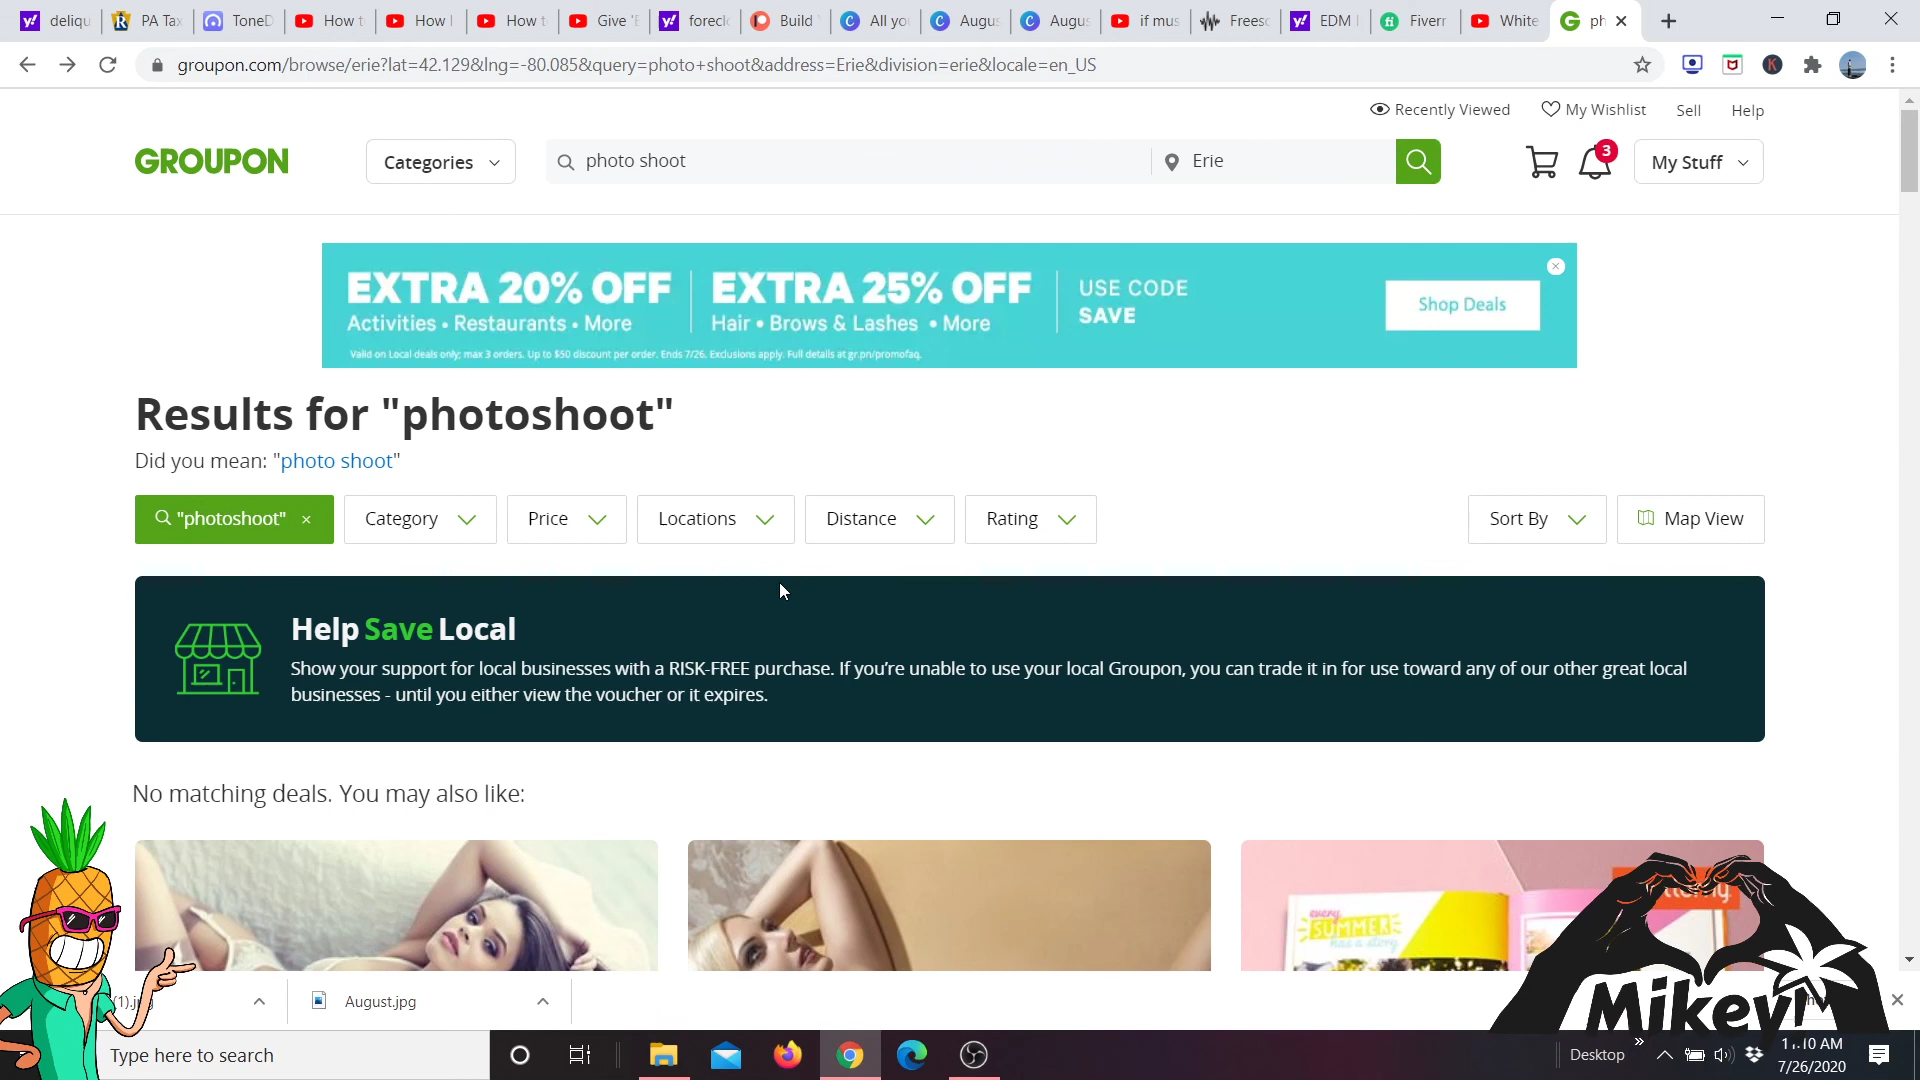 deliqu
PA Tax
ToneD
How t
How I
How t
Give 'E
forecl
Build
All yo
Augus
Augus
if mus
Freesc
EDM
Fiverr
White
ph
groupon.com/browse/erie?lat=42.129&lng=-80.085&query=photo+shoot&address=Erie&division=erie&locale=en_US
Recently Viewed My Wishlist Sell Help
GROUPON Categories photo shoot Erie 3 My Stuff
EXTRA 20% OFF EXTRA 25% OFF USE CODE
Activities • Restaurants • More Hair • Brows & Lashes • More SAVE Shop Deals
Valid on Local deals only; max 3 orders. Up to $50 discount per order. Ends 7/26. Exclusions apply. Full details at gr.pn/promofaq.
Results for "photoshoot"
Did you mean: "photo shoot"
"photoshoot" × Category Price Locations Distance Rating Sort By Map View
Help Save Local
Show your support for local businesses with a RISK-FREE purchase. If you're unable to use your local Groupon, you can trade it in for use toward any of our other great local
businesses - until you either view the voucher or it expires.
No matching deals. You may also like:
every
SUMMER
has a story
August.jpg
Mikey
Type here to search Desktop » 11:10 AM
7/26/2020